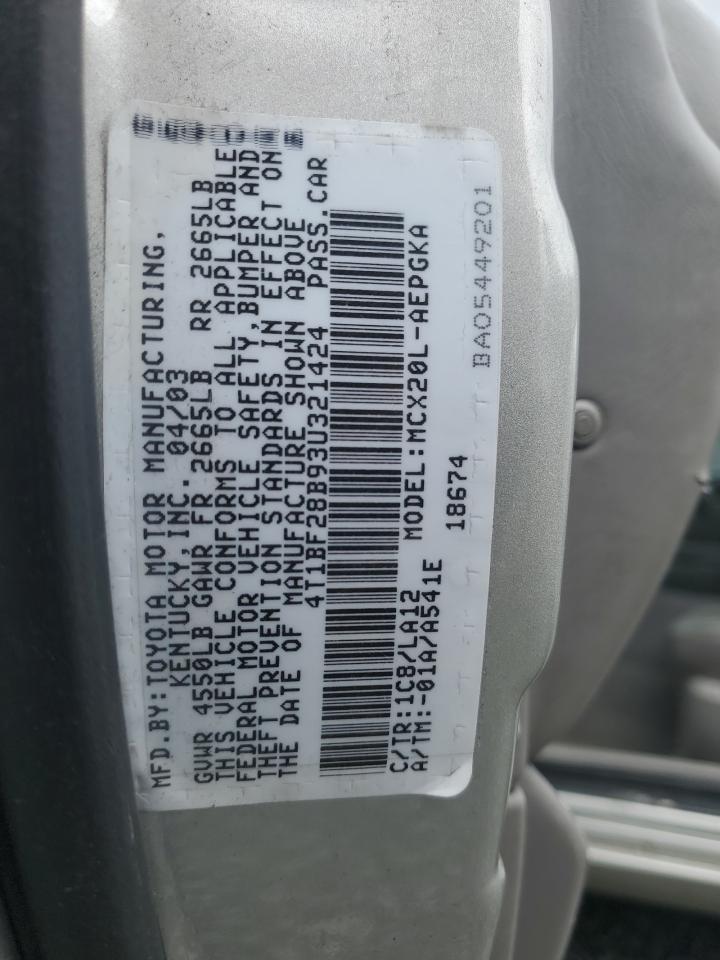 MFD.BY:TOYOTA MOTOR MANUFACTURING,
KENTUCKY,INC. 04/03
GVWR 4550LB GAWR FR 2665LB RR 2665LB
THIS VEHICLE CONFORMS TO ALL APPLICABLE
FEDERAL MOTOR VEHICLE SAFETY,BUMPER AND
THEFT PREVENTION STANDARDS IN EFFECT ON
THE DATE OF MANUFACTURE SHOWN ABOVE
4T1BF28B93U321424 PASS.CAR
C/TR:1C8/LA12 MODEL:MCX20L-AEPGKA
A/TM:-01A/A541E 18674
BA05449201